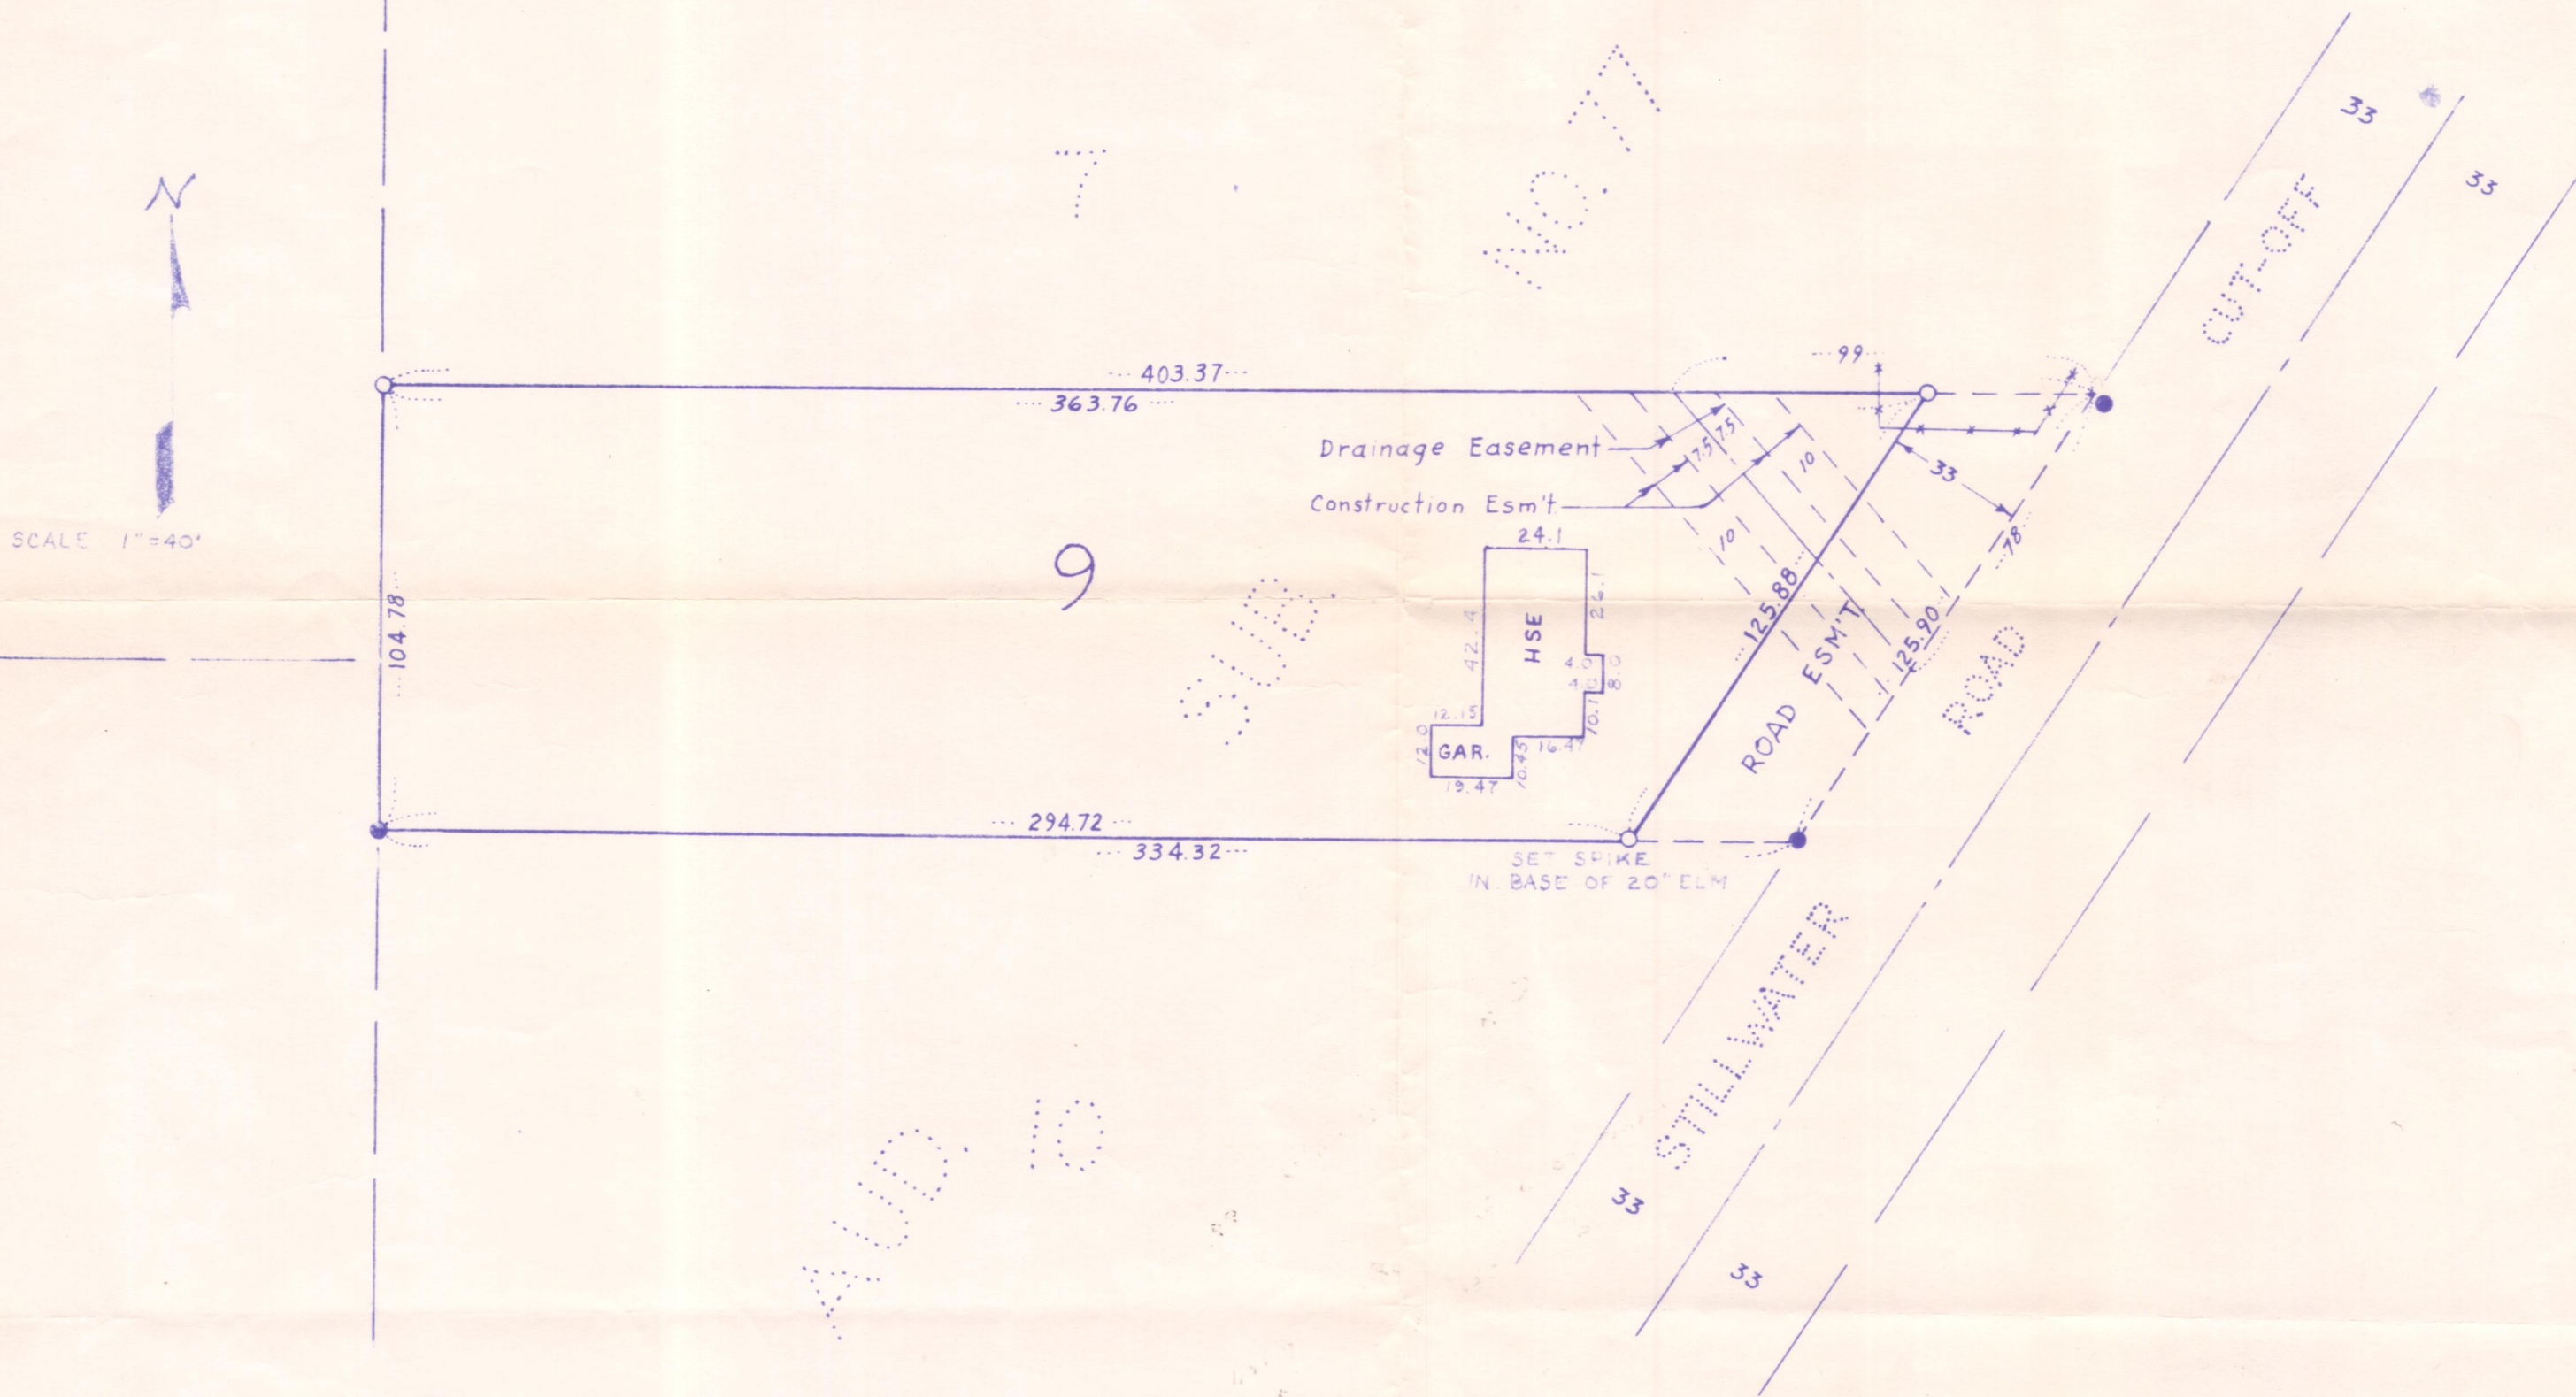 N
SCALE 1"=40'
7
NO. 77
33
33
CUT-OFF
99
403.37
363.76
Drainage Easement
7.5
7.5
10
33
Construction Esm't.
10
78
24.1
9
104.78
SUB.
42.4
HSE
26.1
4.0
4.0
8.0
10.1
12.15
12.0
GAR.
16.47
10.45
19.47
125.88
ROAD ESM'T
125.90
ROAD
294.72
334.32
SET SPIKE
IN BASE OF 20" ELM
STILLWATER
AUD.
10
33
33